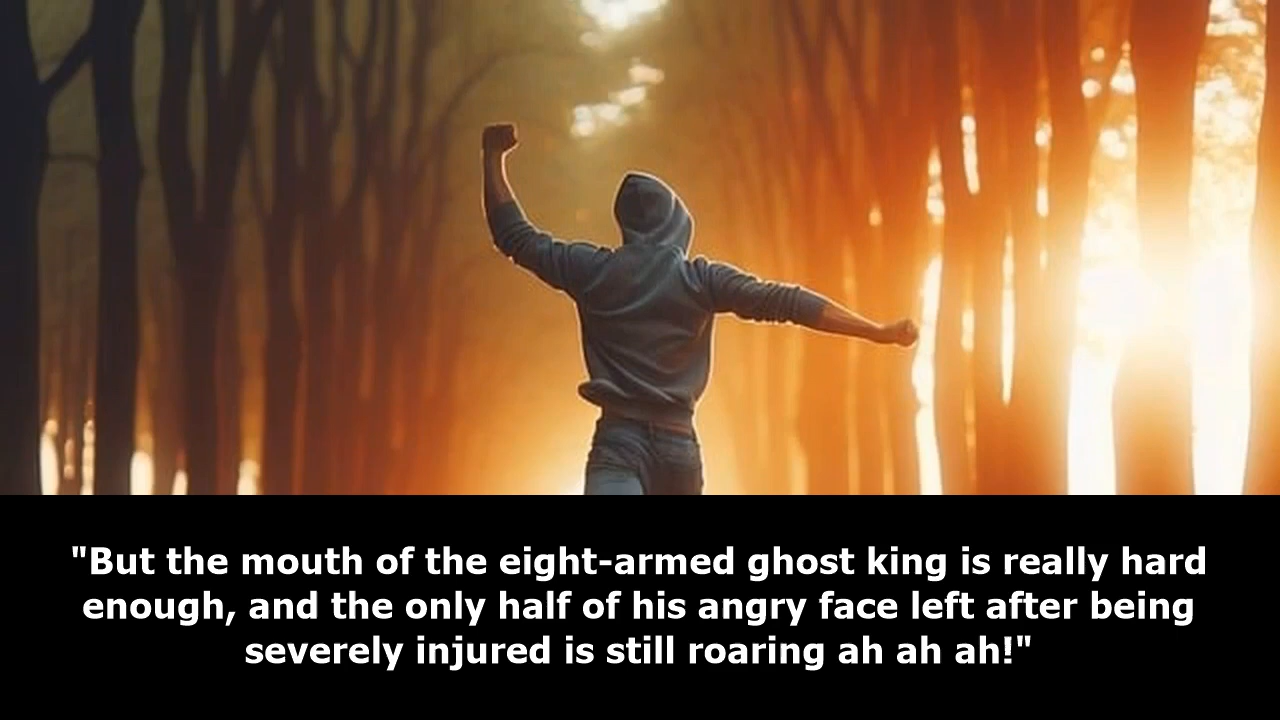 "But the mouth of the eight-armed ghost king is really hard
enough, and the only half of his angry face left after being
severely injured is still roaring ah ah ah!"